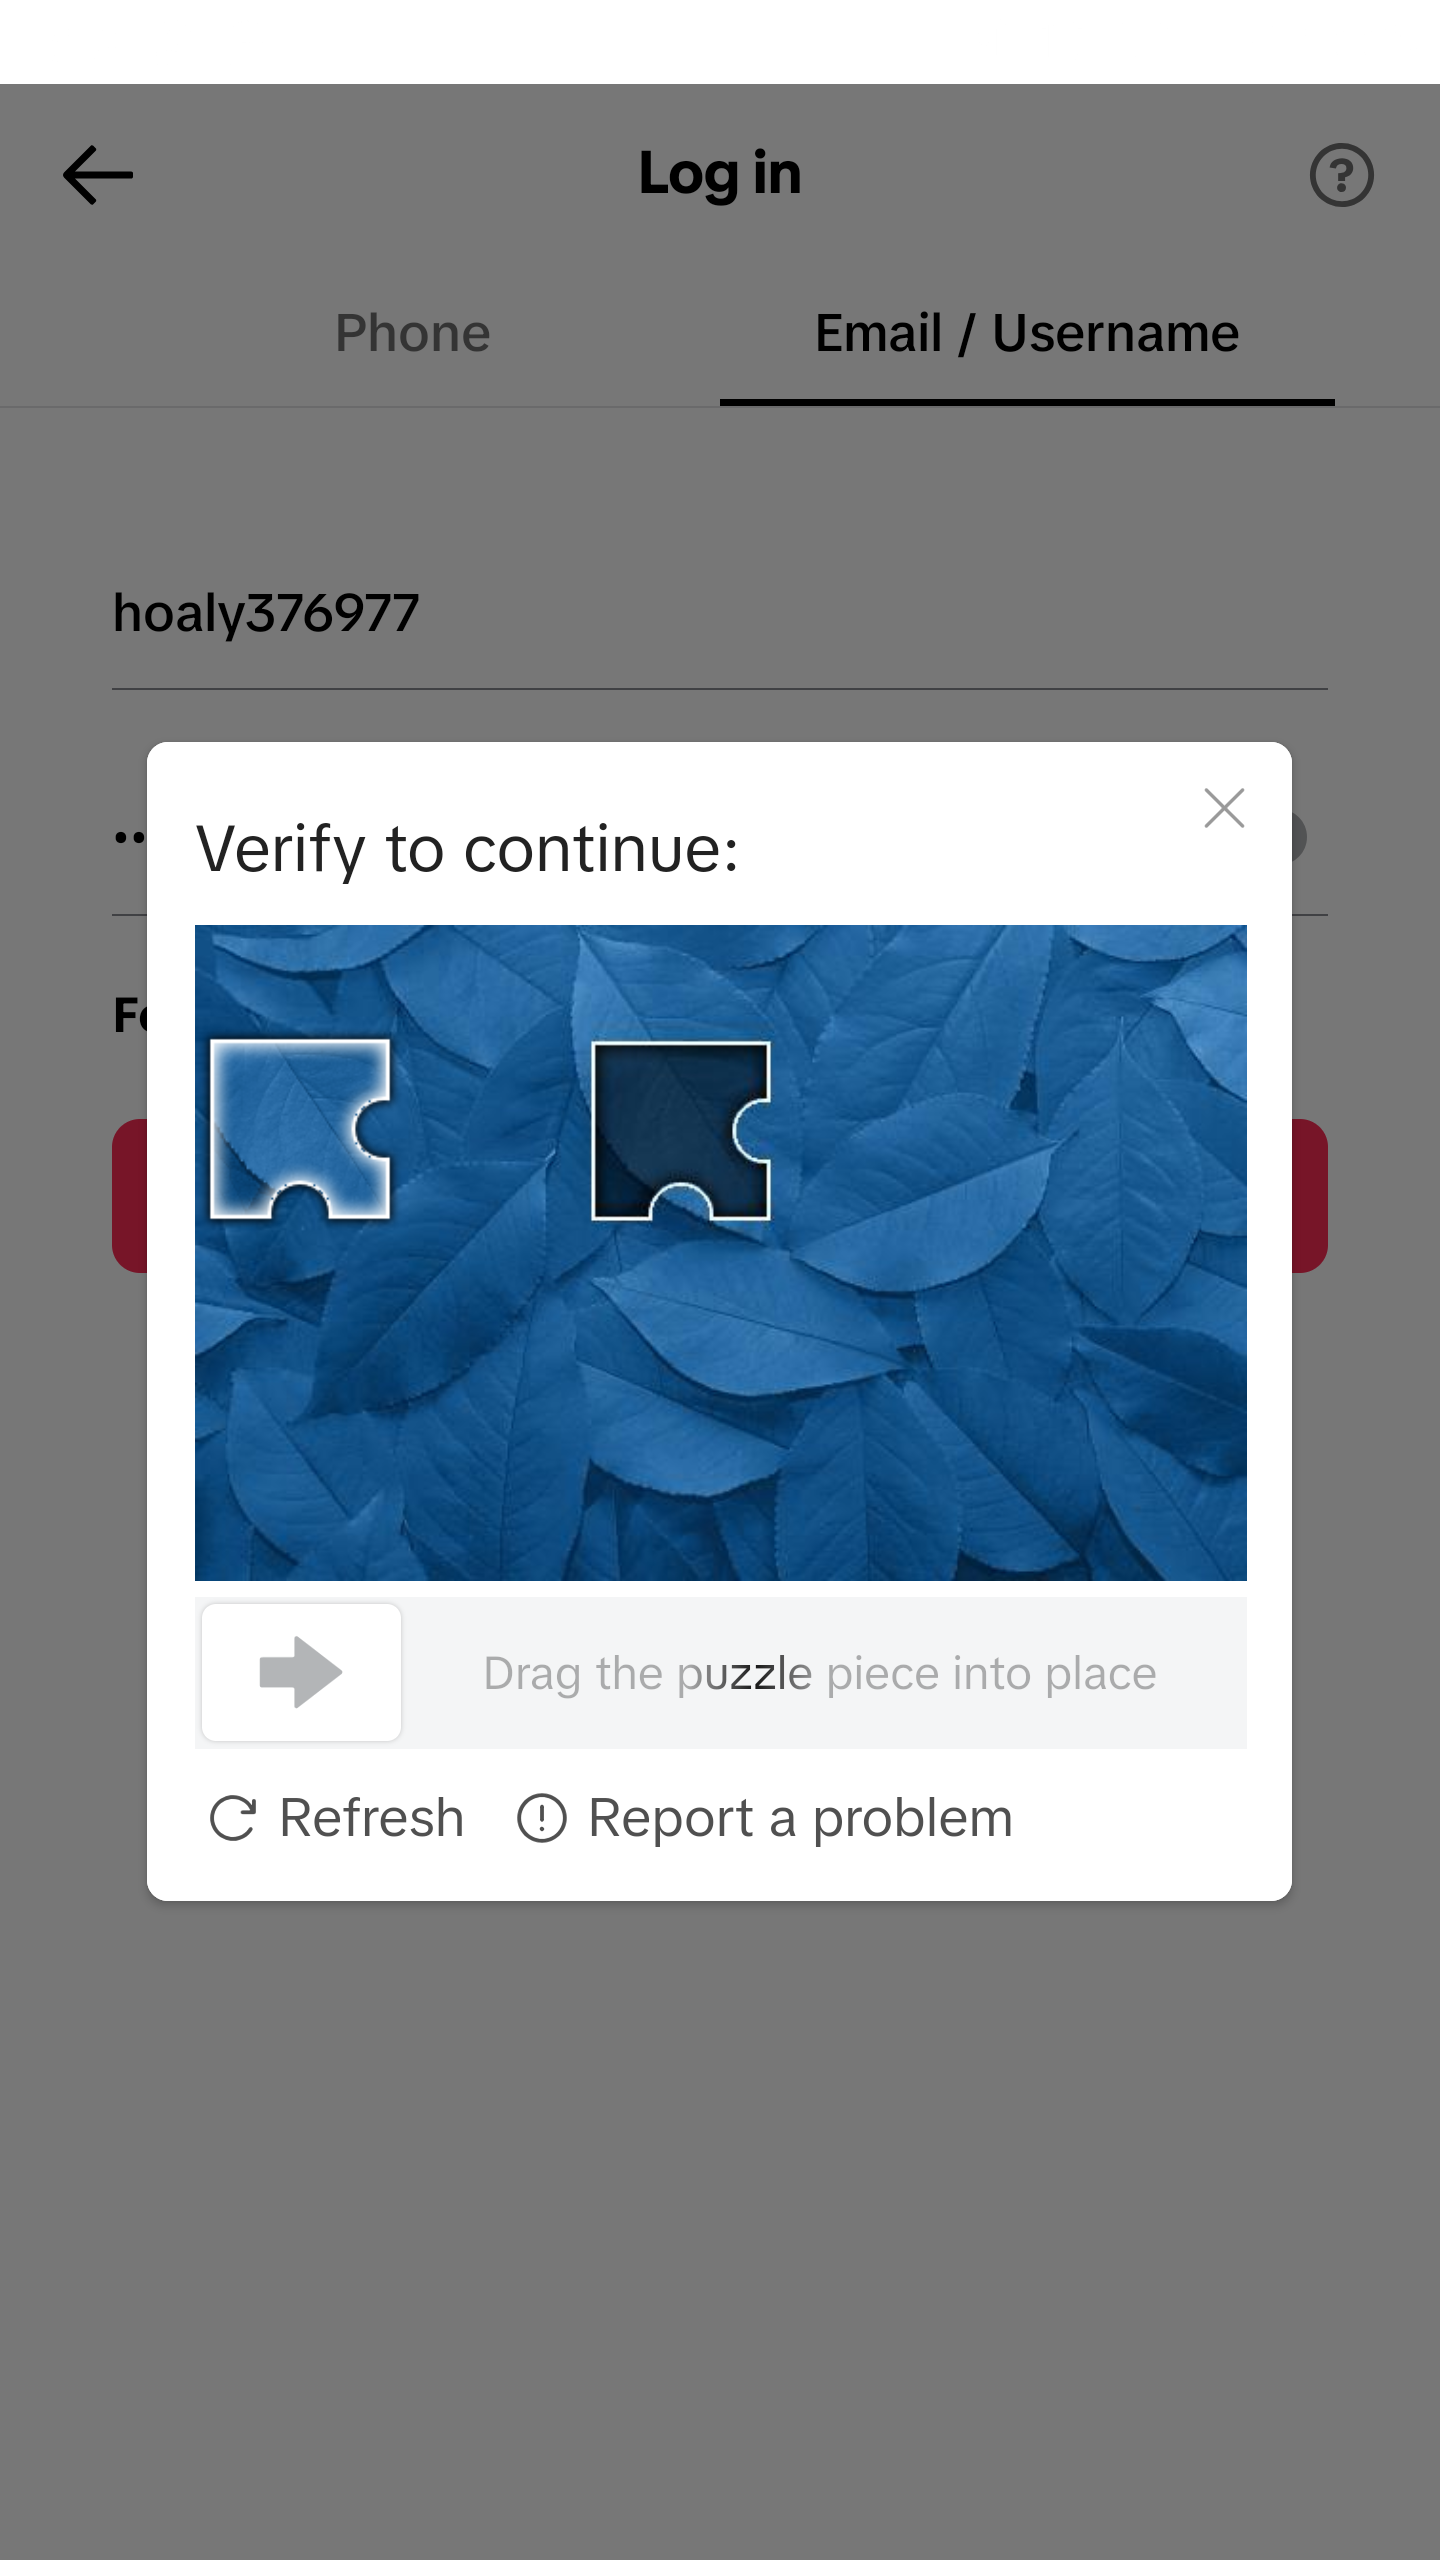 Log in
Phone
Email / Username
hoaly376977
Verify to continue:
Drag the puzzle piece into place
Refresh
Report a problem